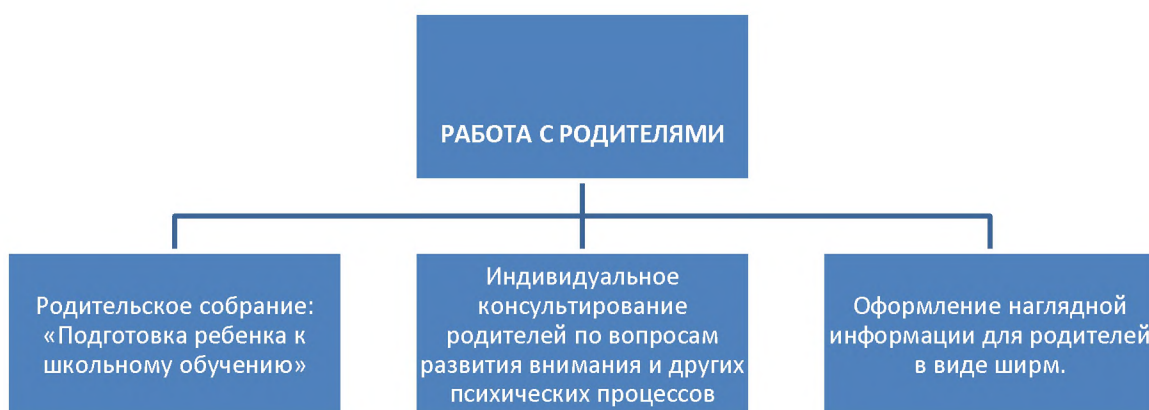 РАБОТА С РОДИТЕЛЯМИ
Родительское собрание:
«Подготовка ребенка к
школьному обучению»
Индивидуальное
консультирование
родителей по вопросам
развития внимания и других
психических процессов
Оформление наглядной
информации для родителей
в виде ширм.